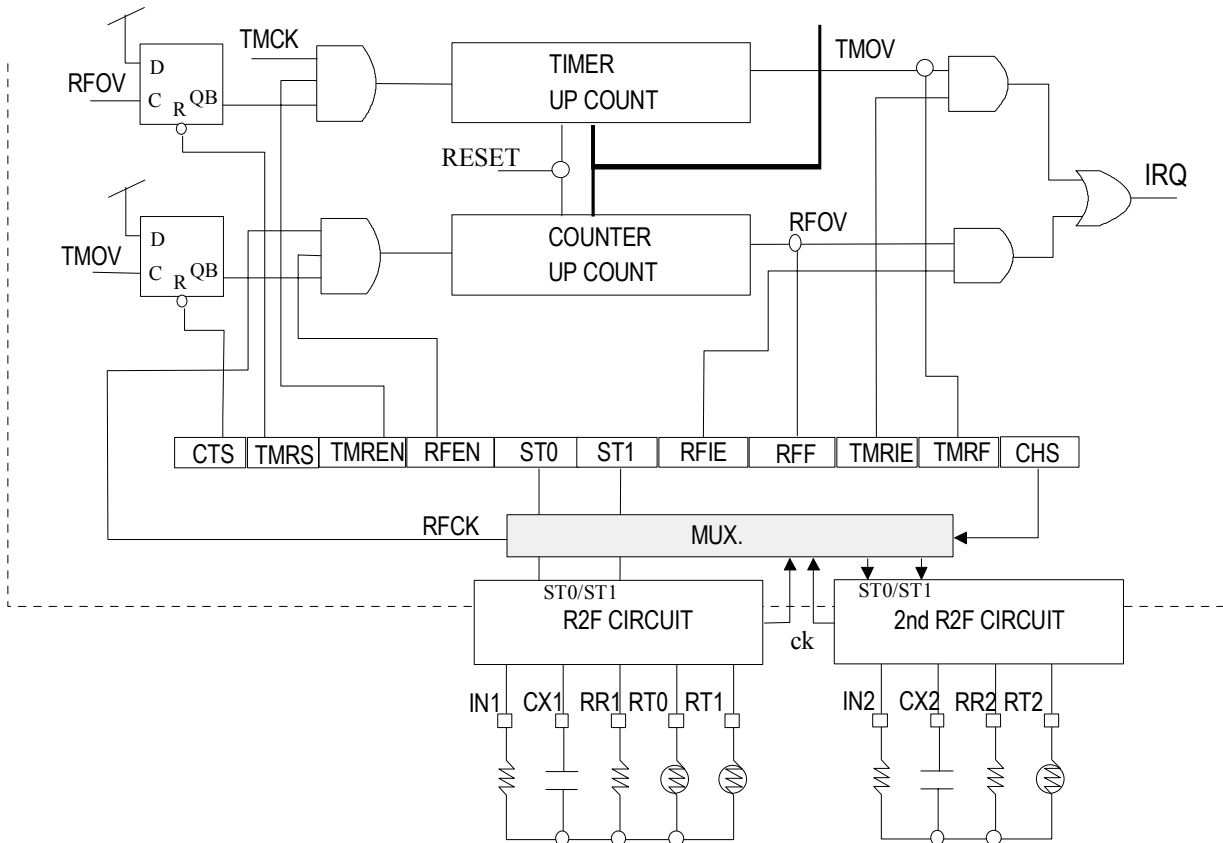 TMCK
TIMER
UP COUNT
TMOV
D
RFOV
C
R
QB
RESET
IRQ
D
TMOV
C
R
QB
COUNTER
UP COUNT
RFOV
CTS
TMRS
TMREN
RFEN
ST0
ST1
RFIE
RFF
TMRIE
TMRF
CHS
RFCK
MUX.
ST0/ST1
R2F CIRCUIT
ck
ST0/ST1
2nd R2F CIRCUIT
IN1
CX1
RR1
RT0
RT1
IN2
CX2
RR2
RT2